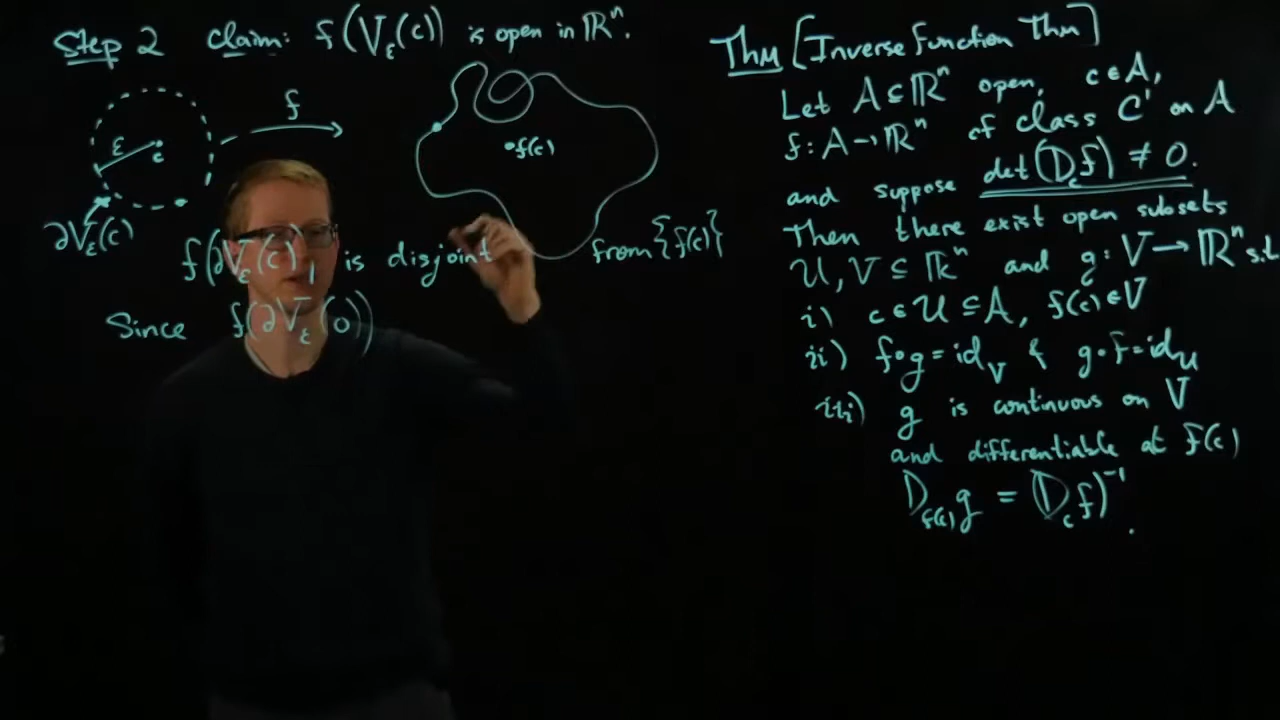 Step 2 Claim: f(V_ε(c)) is open in ℝⁿ.
f
ε
c
•f(c)
∂V_ε(c)
f(∂V_ε(c)) is disjoint from {f(c)}
Since f(∂V_ε(0))
Thm [Inverse Function Thm]
Let A ⊆ ℝⁿ open, c ∈ A,
f: A → ℝⁿ of class C¹ on A
and suppose det(D_c f) ≠ 0.
Then there exist open subsets
U, V ⊆ ℝⁿ and g: V → ℝⁿ s.t.
i) c ∈ U ⊆ A, f(c) ∈ V
ii) f∘g = id_V & g∘f = id_U
iii) g is continuous on V
and differentiable at f(c)
D_{f(c)} g = (D_c f)⁻¹.